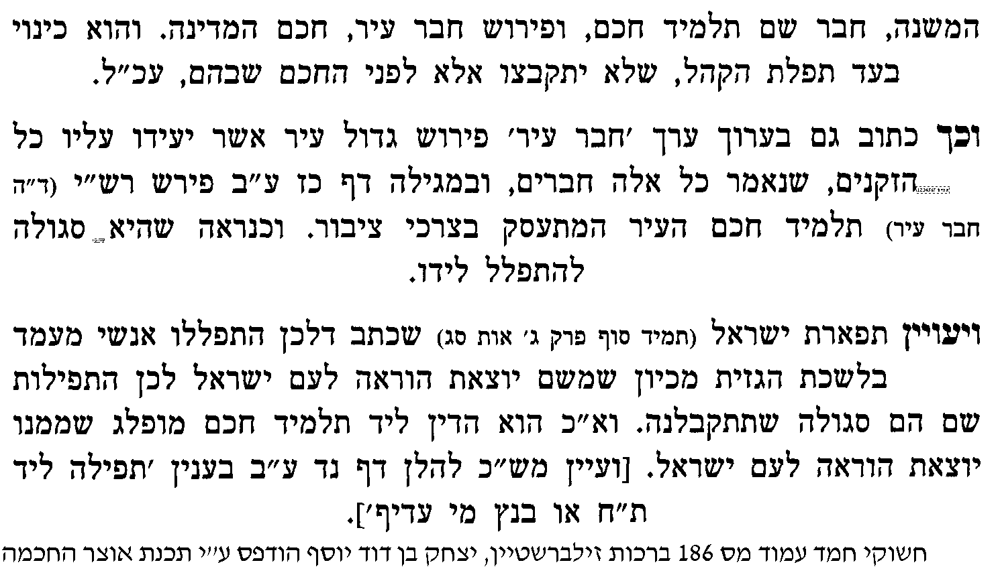 המשנה, חבר שם תלמיד חכם, ופירוש חבר עיר, חכם המדינה. והוא כינוי
בעד תפלת הקהל, שלא יתקבצו אלא לפני החכם שבהם, עכ״ל.
וכך כתוב גם בערוך ערך ׳חבר עיר׳ פירוש גדול עיר אשר יעידו עליו כל
הזקנים, שנאמר כל אלה חברים, ובמגילה דף כז ע״ב פירש רש״י (ד״ה
חבר עיר) תלמיד חכם העיר המתעסק בצרכי ציבור. וכנראה שהיא סגולה
להתפלל לידו.
ויעויין תפארת ישראל (תמיד סוף פרק ג׳ אות סג) שכתב דלכן התפללו אנשי מעמד
בלשכת הגזית מכיון שמשם יוצאת הוראה לעם ישראל לכן התפילות
שם הם סגולה שתתקבלנה. וא״כ הוא הדין ליד תלמיד חכם מופלג שממנו
יוצאת הוראה לעם ישראל. [ועיין מש״כ להלן דף נד ע״ב בענין ׳תפילה ליד
ת״ח או בנץ מי עדיף׳].
חשוקי חמד עמוד מס 186 ברכות זילברשטיין, יצחק בן דוד יוסף הודפס ע״י תכנת אוצר החכמה